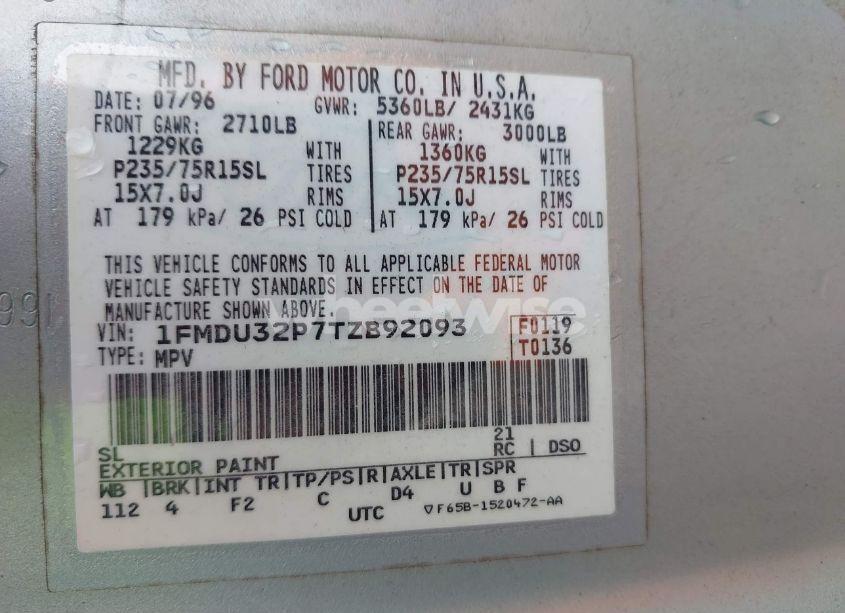 MFD. BY FORD MOTOR CO. IN U.S.A.
DATE: 07/96 GVWR: 5360LB/ 2431KG
FRONT GAWR: 2710LB REAR GAWR: 3000LB
1229KG WITH 1360KG WITH
P235/75R15SL TIRES P235/75R15SL TIRES
15X7.0J RIMS 15X7.0J RIMS
AT 179 kPa/ 26 PSI COLD AT 179 kPa/ 26 PSI COLD
THIS VEHICLE CONFORMS TO ALL APPLICABLE FEDERAL MOTOR
VEHICLE SAFETY STANDARDS IN EFFECT ON THE DATE OF
MANUFACTURE SHOWN ABOVE.
VIN: 1FMDU32P7TZB92093 F0119
TYPE: MPV T0136
SL 21
EXTERIOR PAINT RC DSO
WB BRK INT TR TP/PS R AXLE TR SPR
112 4 F2 C D4 U B F
UTC ▽F65B-1520472-AA